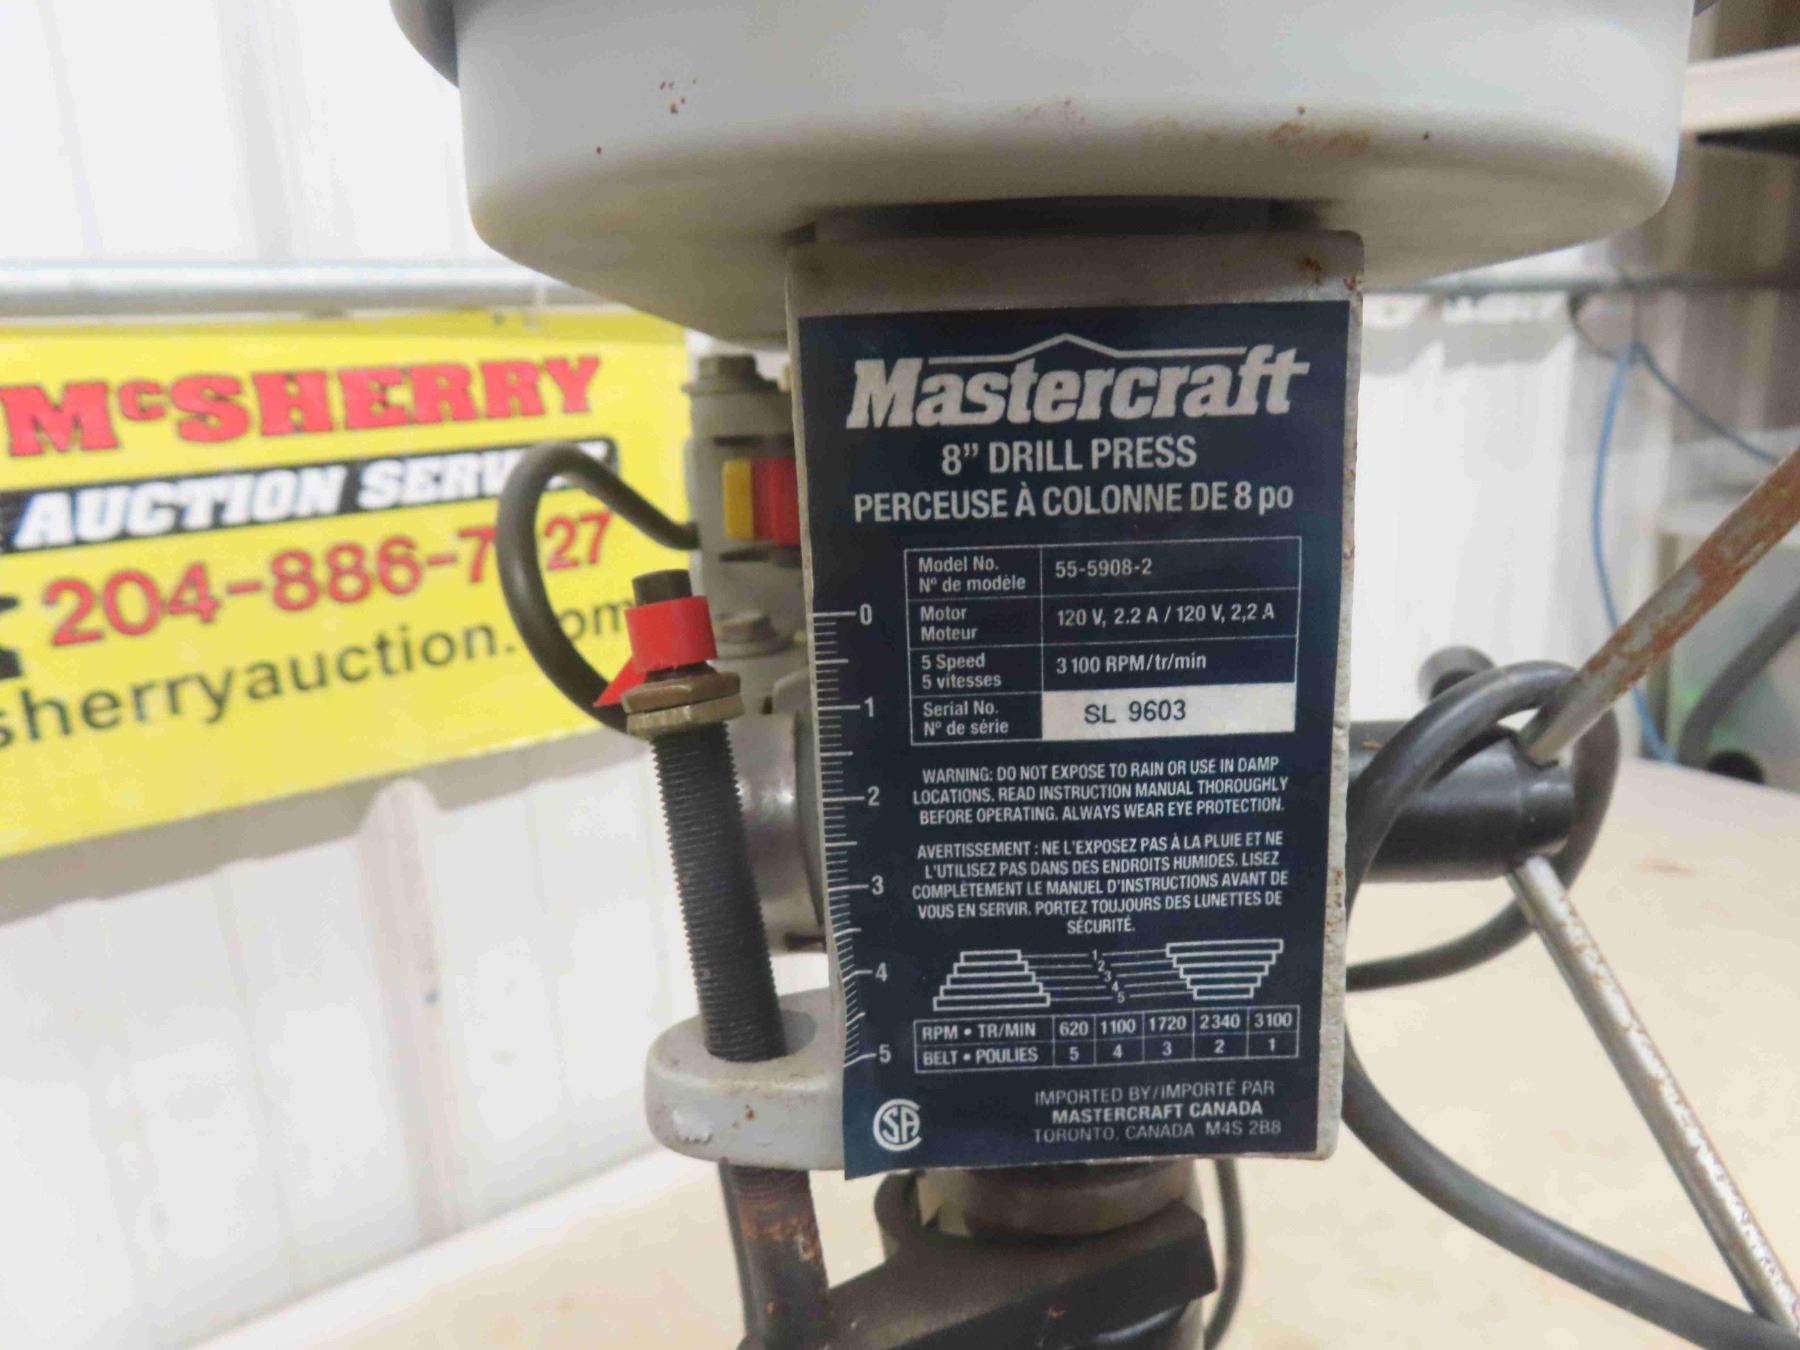 McSHERRY
AUCTION
204-886-7 27
sherryauction. om
Mastercraft
8" DRILL PRESS
PERCEUSE À COLONNE DE 8 po
Model No. 55-5908-2
N° de modèle
Motor 120 V, 2.2 A / 120 V, 2,2 A
Moteur
5 Speed 3 100 RPM/tr/min
5 vitesses
Serial No. SL 9603
N° de série
0
1
2
3
4
5
WARNING: DO NOT EXPOSE TO RAIN OR USE IN DAMP
LOCATIONS. READ INSTRUCTION MANUAL THOROUGHLY
BEFORE OPERATING. ALWAYS WEAR EYE PROTECTION.
AVERTISSEMENT : NE L'EXPOSEZ PAS À LA PLUIE ET NE
L'UTILISEZ PAS DANS DES ENDROITS HUMIDES. LISEZ
COMPLÈTEMENT LE MANUEL D'INSTRUCTIONS AVANT DE
VOUS EN SERVIR. PORTEZ TOUJOURS DES LUNETTES DE
SÉCURITÉ.
1
2
3
4
5
RPM • TR/MIN 620 1100 1720 2340 3100
BELT • POULIES 5 4 3 2 1
IMPORTED BY/IMPORTÉ PAR
MASTERCRAFT CANADA
TORONTO, CANADA M4S 2B8
CSA